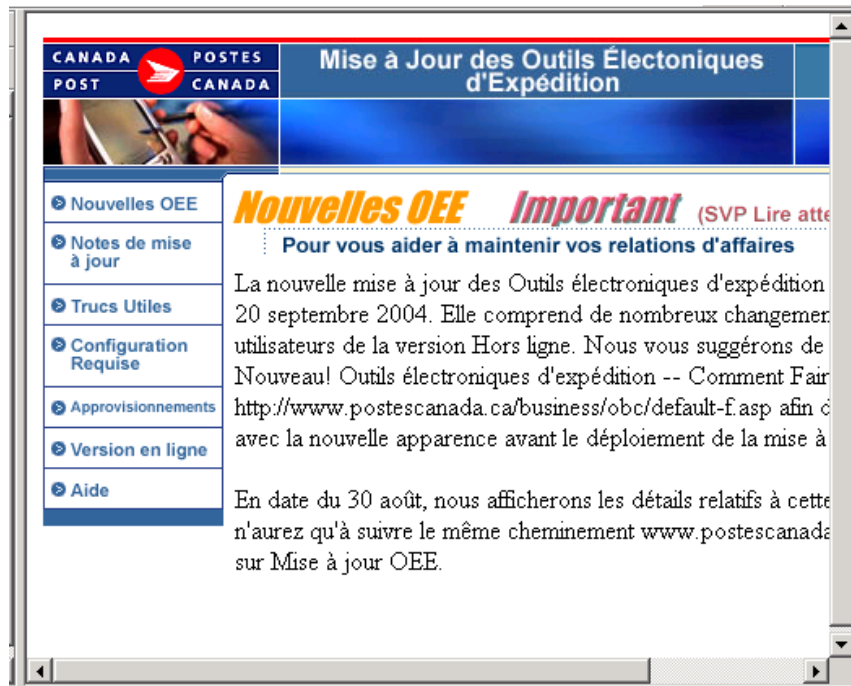 CANADA POSTES
POST CANADA
Mise à Jour des Outils Électoniques
d'Expédition
Nouvelles OEE
Notes de mise
à jour
Trucs Utiles
Configuration
Requise
Approvisionnements
Version en ligne
Aide
Nouvelles OEE Important (SVP Lire
Pour vous aider à maintenir vos relations d'affaires
La nouvelle mise à jour des Outils électroniques d'expédition
20 septembre 2004. Elle comprend de nombreux
utilisateurs de la version Hors ligne. Nous vous suggérons de
Nouveau! Outils électroniques d'expédition -- Comment
http://www.postescanada.ca/business/obc/default-f.asp afin
avec la nouvelle apparence avant le déploiement de la mise à
En date du 30 août, nous afficherons les détails relatifs à cette
n'aurez qu'à suivre le même cheminement www.postescanada
sur Mise à jour OEE.